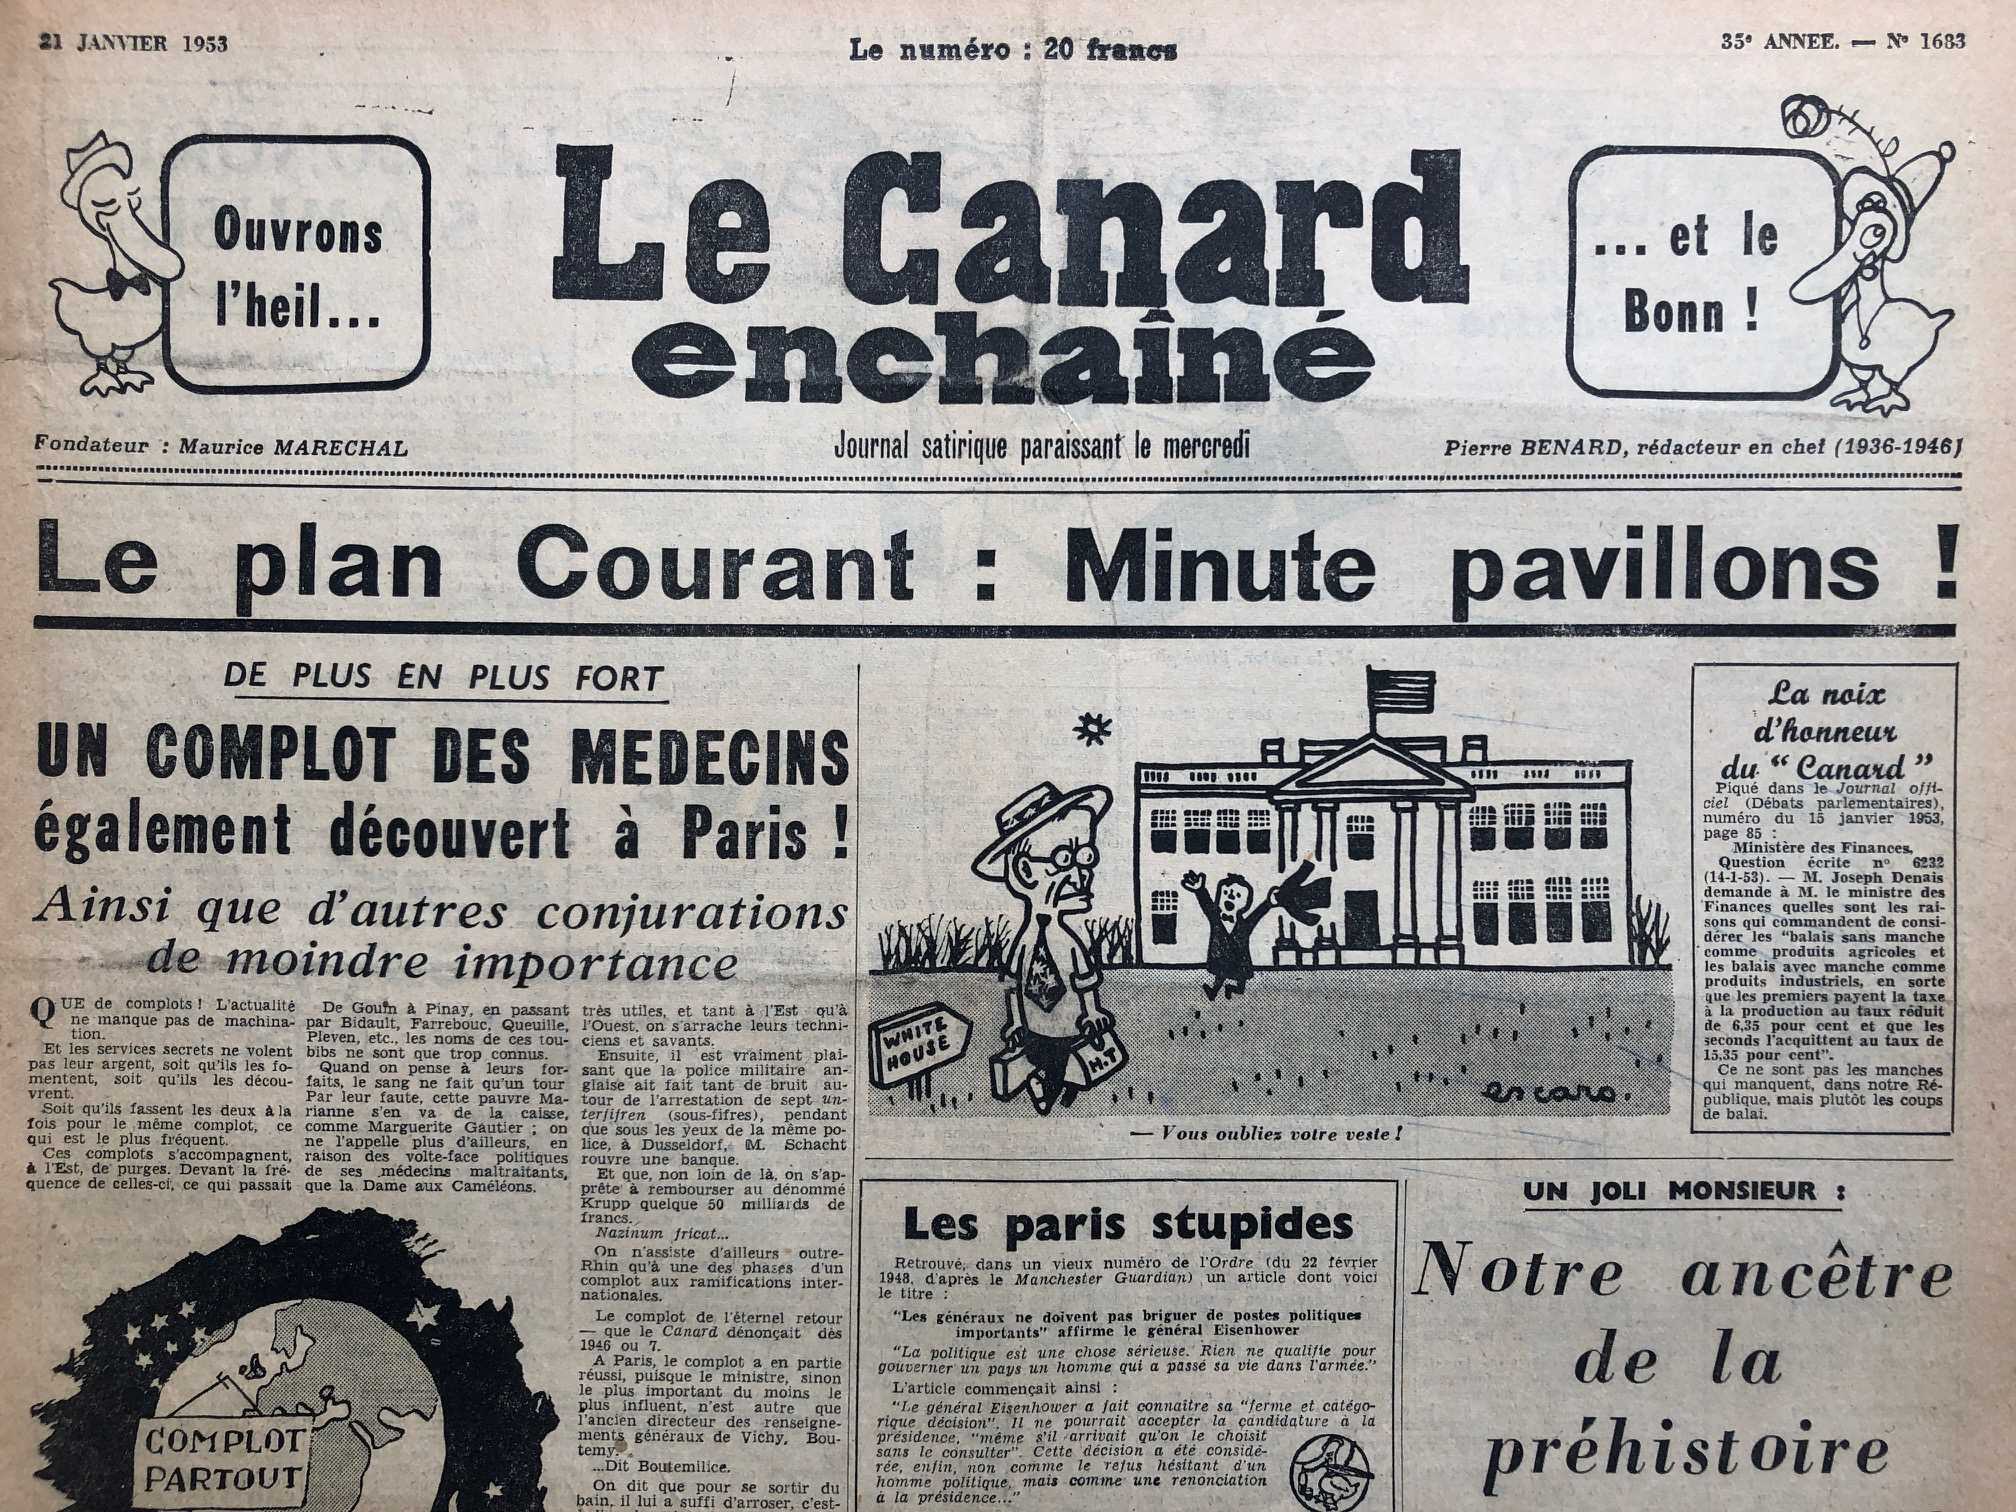 21 JANVIER 1953
Le numéro : 20 francs
35e ANNEE. — N° 1683
Ouvrons
l'heil...
Le Canard
enchaîné
... et le
Bonn !
Fondateur : Maurice MARECHAL
Journal satirique paraissant le mercredi
Pierre BENARD, rédacteur en chef (1936-1946)
Le plan Courant : Minute pavillons !
DE PLUS EN PLUS FORT
UN COMPLOT DES MEDECINS
également découvert à Paris !
Ainsi que d'autres conjurations
de moindre importance
QUE de complots ! L'actualité
ne manque pas de machina-
tion.
Et les services secrets ne volent
pas leur argent, soit qu'ils les fo-
mentent, soit qu'ils les décou-
vrent.
Soit qu'ils fassent les deux à la
fois pour le même complot, ce
qui est le plus fréquent.
Ces complots s'accompagnent,
à l'Est, de purges. Devant la fré-
quence de celles-ci, ce qui passait
De Gouin à Pinay, en passant
par Bidault, Farrebouc, Queuille,
Pleven, etc., les noms de ces tou-
bibs ne sont que trop connus.
Quand on pense à leurs for-
faits, le sang ne fait qu'un tour
Par leur faute, cette pauvre Ma-
rianne s'en va de la caisse,
comme Marguerite Gautier ; on
ne l'appelle plus d'ailleurs, en
raison des volte-face politiques
de ses médecins maltraitants,
que la Dame aux Caméléons.
COMPLOT
PARTOUT
très utiles, et tant à l'Est qu'à
l'Ouest, on s'arrache leurs techni-
ciens et savants.
Ensuite, il est vraiment plai-
sant que la police militaire an-
glaise ait fait tant de bruit au-
tour de l'arrestation de sept un-
terfifren (sous-fifres), pendant
que sous les yeux de la même po-
lice, à Dusseldorf, M. Schacht
rouvre une banque.
Et que, non loin de là, on s'ap-
prête à rembourser au dénommé
Krupp quelque 50 milliards de
francs.
Nazinum fricat...
On n'assiste d'ailleurs outre-
Rhin qu'à une des phases d'un
complot aux ramifications inter-
nationales.
Le complot de l'éternel retour
— que le Canard dénonçait dès
1946 ou 7.
A Paris, le complot a en partie
réussi, puisque le ministre, sinon
le plus important du moins le
plus influent, n'est autre que
l'ancien directeur des renseigne-
ments généraux de Vichy, Bou-
temy.
...Dit Boutemilice.
On dit que pour se sortir du
bain, il lui a suffi d'arroser, c'est-
WHITE
HOUSE
H.T
escaro.
— Vous oubliez votre veste !
La noix
d'honneur
du "Canard"
Piqué dans le Journal offi-
ciel (Débats parlementaires),
numéro du 15 janvier 1953,
page 85 :
Ministère des Finances.
Question écrite n° 6232
(14-1-53). — M. Joseph Denais
demande à M. le ministre des
Finances quelles sont les rai-
sons qui commandent de consi-
dérer les "balais sans manche
comme produits agricoles et
les balais avec manche comme
produits industriels, en sorte
que les premiers payent la taxe
à la production au taux réduit
de 6,35 pour cent et que les
seconds l'acquittent au taux de
15,35 pour cent".
Ce ne sont pas les manches
qui manquent, dans notre Ré-
publique, mais plutôt les coups
de balai.
Les paris stupides
Retrouvé, dans un vieux numéro de l'Ordre (du 22 février
1948, d'après le Manchester Guardian) un article dont voici
le titre :
"Les généraux ne doivent pas briguer de postes politiques
importants" affirme le général Eisenhower
"La politique est une chose sérieuse. Rien ne qualifie pour
gouverner un pays un homme qui a passé sa vie dans l'armée."
L'article commençait ainsi :
"Le général Eisenhower a fait connaître sa "ferme et catégo-
rique décision". Il ne pourrait accepter la candidature à la
présidence, "même s'il arrivait qu'on le choisit
sans le consulter". Cette décision a été considé-
rée, enfin, non comme le refus hésitant d'un
homme politique, mais comme une renonciation
à la présidence..."
UN JOLI MONSIEUR :
Notre ancêtre
de la
préhistoire